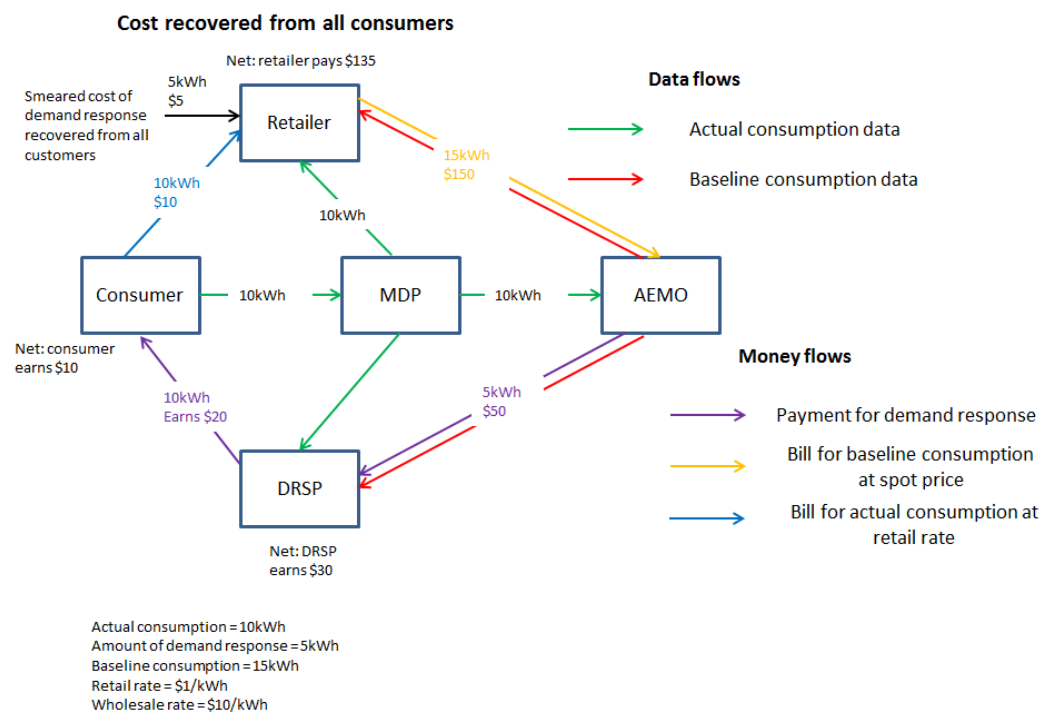 Cost recovered from all consumers
Net: retailer pays $135
Data flows
5kWh
$5
Smeared cost of
demand response
recovered from all
customers
Retailer
Actual consumption data
15kWh
$150
Baseline consumption data
10kWh
$10
10kWh
Consumer
10kWh
MDP
10kWh
AEMO
Net: consumer
earns $10
Money flows
10kWh
Earns $20
5kWh
$50
Payment for demand response
Bill for baseline consumption
at spot price
DRSP
Bill for actual consumption at
retail rate
Net: DRSP
earns $30
Actual consumption = 10kWh
Amount of demand response = 5kWh
Baseline consumption = 15kWh
Retail rate = $1/kWh
Wholesale rate = $10/kWh